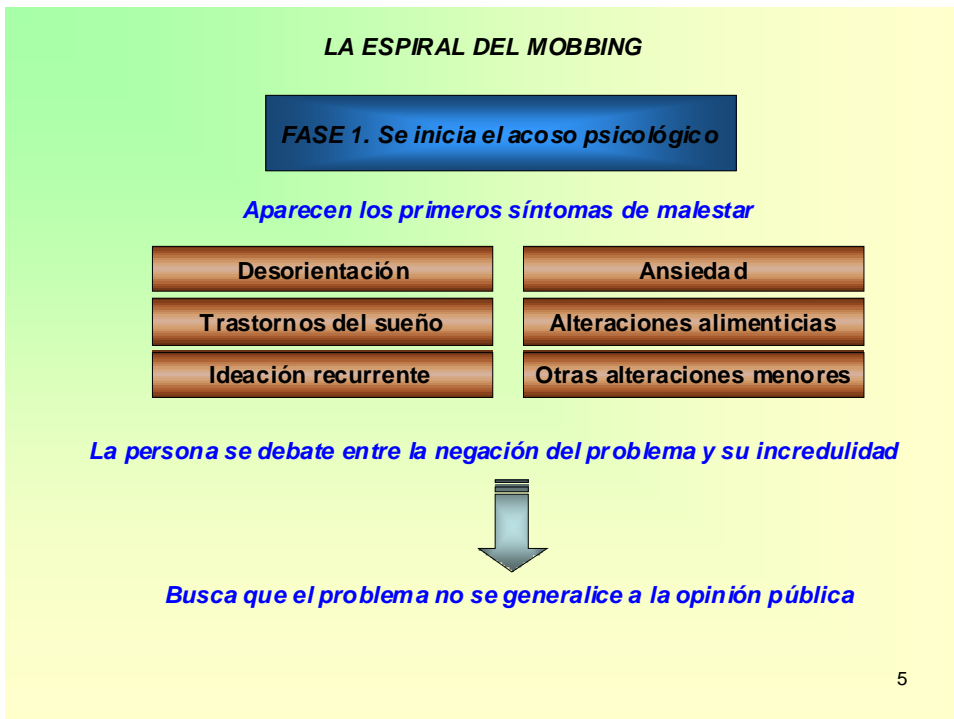 LA ESPIRAL DEL MOBBING
FASE 1. Se inicia el acoso psicológico
Aparecen los primeros síntomas de malestar
Desorientación
Ansiedad
Trastornos del sueño
Alteraciones alimenticias
Ideación recurrente
Otras alteraciones menores
La persona se debate entre la negación del problema y su incredulidad
Busca que el problema no se generalice a la opinión pública
5